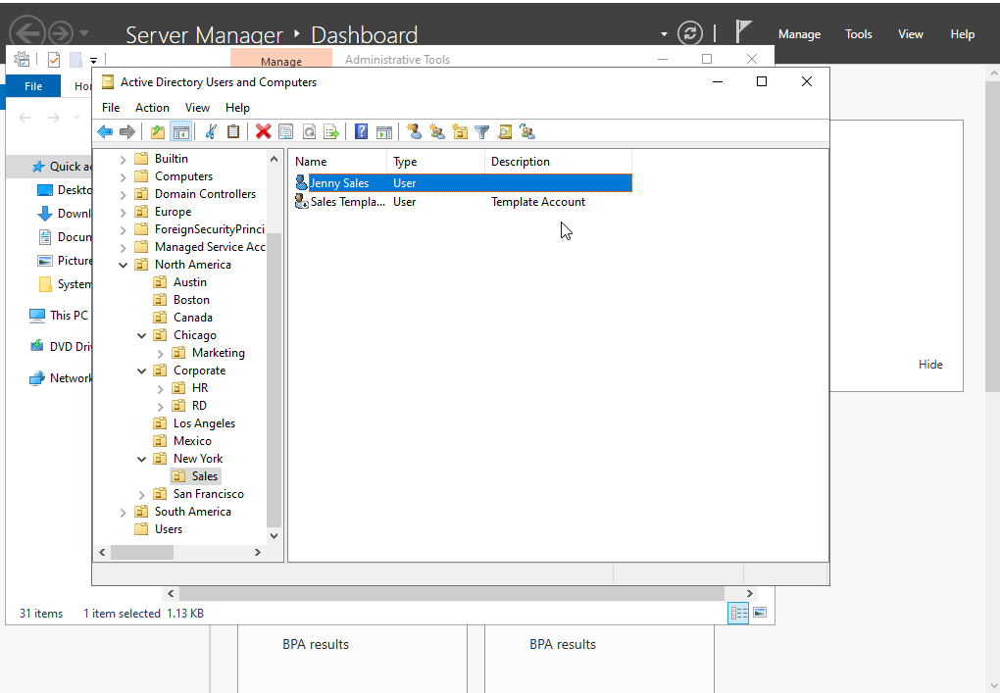 Server Manager ‣ Dashboard
Manage Tools View Help
Manage Administrative Tools
File Hor
Active Directory Users and Computers
File Action View Help
Quick ac
Deskto
Downl
Docum
Picture
System
This PC
DVD Driv
Network
Builtin
Computers
Domain Controllers
Europe
ForeignSecurityPrinci
Managed Service Acc
North America
Austin
Boston
Canada
Chicago
Marketing
Corporate
HR
RD
Los Angeles
Mexico
New York
Sales
San Francisco
South America
Users
Name Type Description
Jenny Sales User
Sales Templa... User Template Account
Hide
31 items 1 item selected 1.13 KB
BPA results BPA results